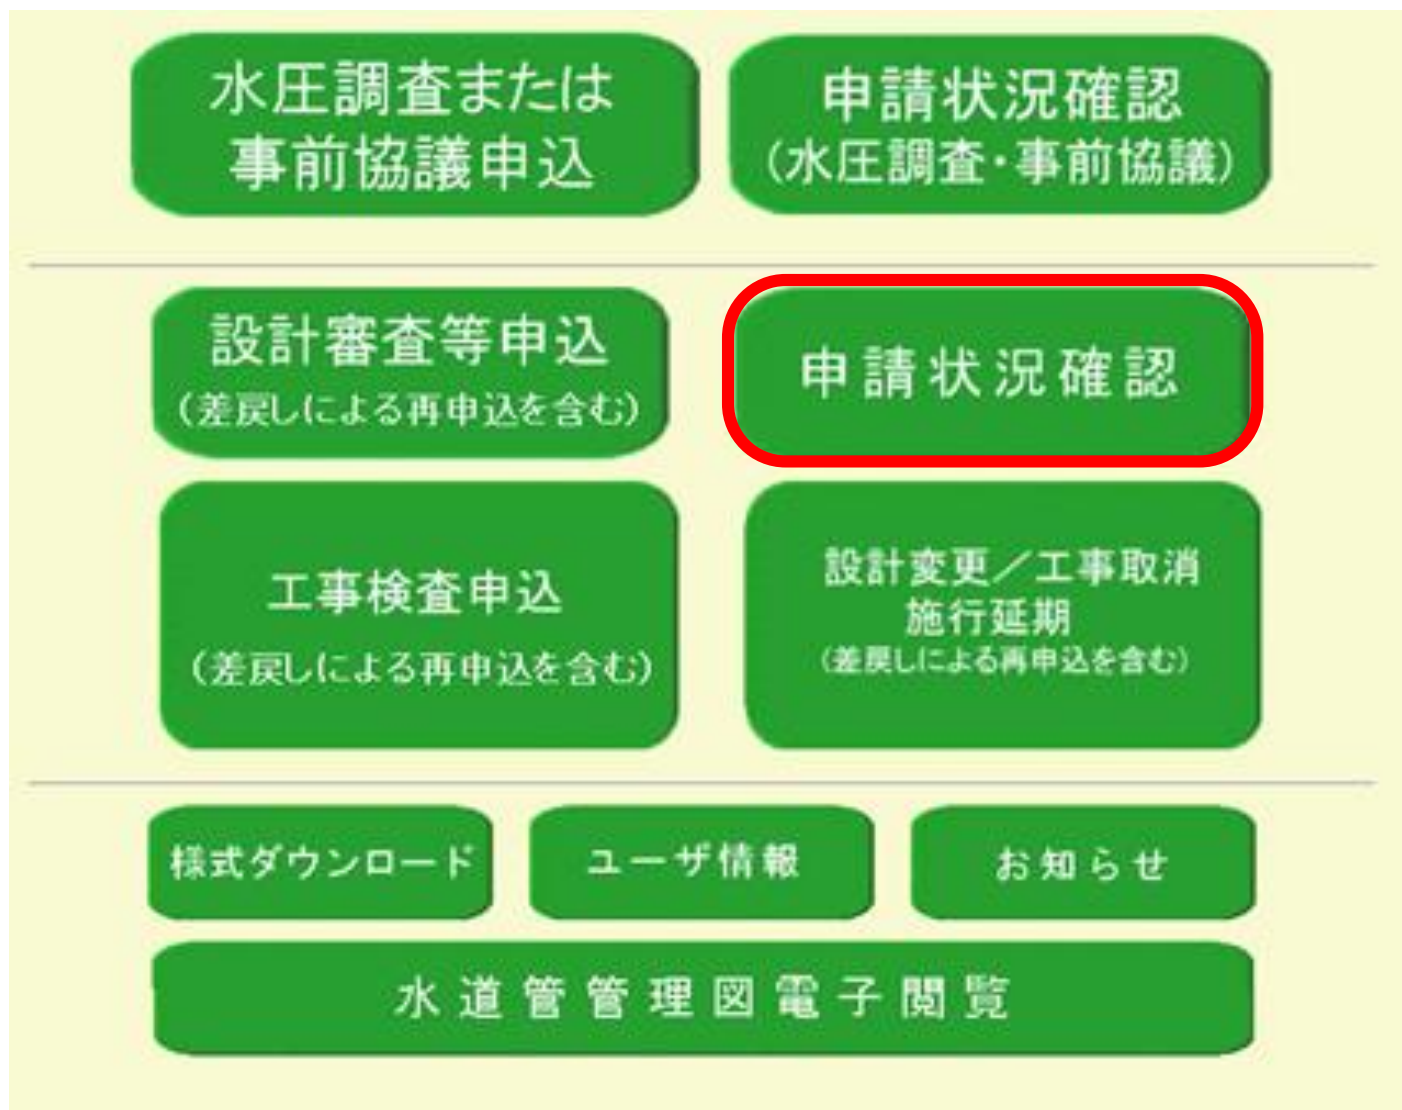 水圧調査または
事前協議申込
申請状況確認
(水圧調査・事前協議)
設計審査等申込
(差戻しによる再申込を含む)
申請状況確認
工事検査申込
(差戻しによる再申込を含む)
設計変更／工事取消
施行延期
(差戻しによる再申込を含む)
様式ダウンロード
ユーザ情報
お知らせ
水道管管理図電子閲覧